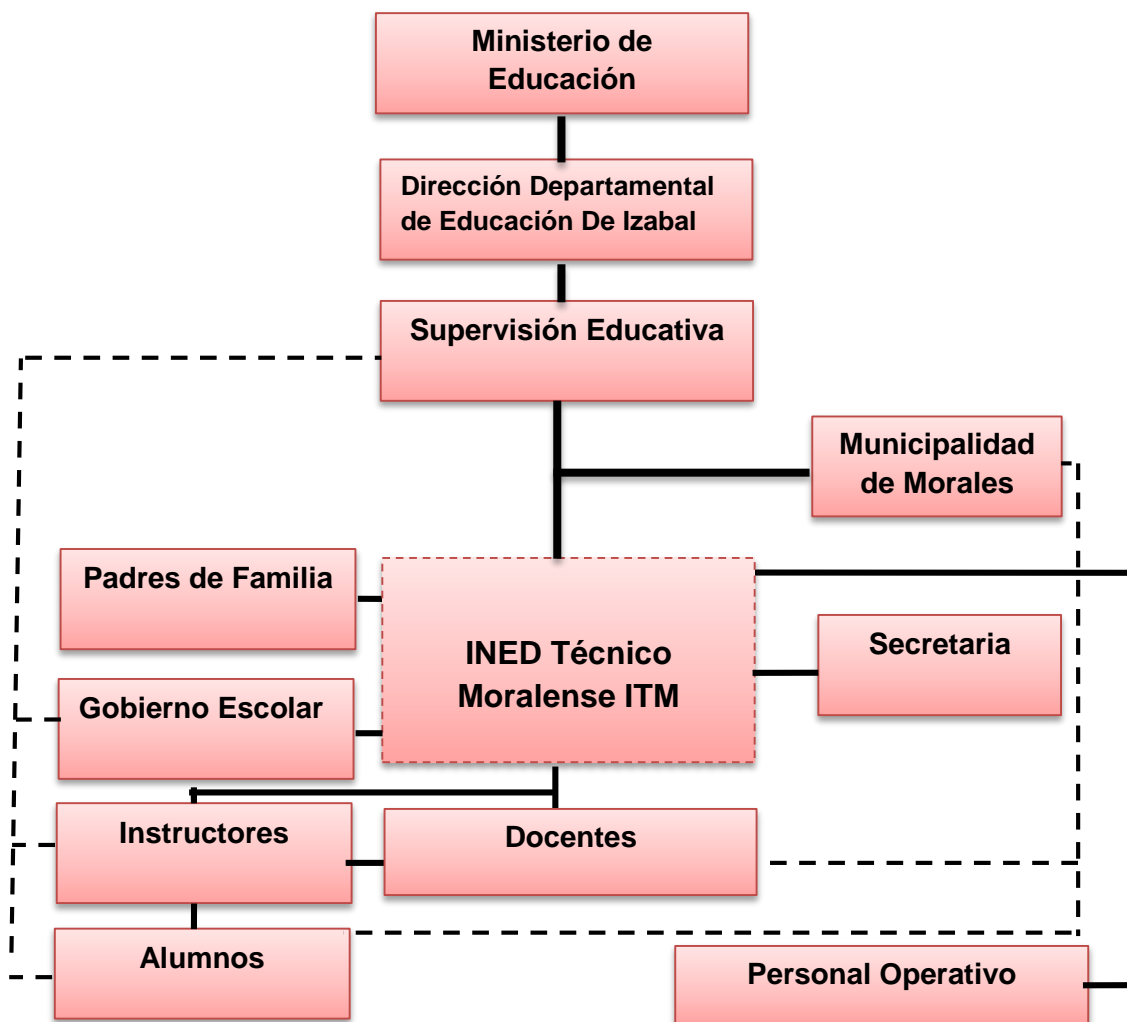 Ministerio de
Educación
Dirección Departamental
de Educación De Izabal
Supervisión Educativa
Municipalidad
de Morales
Padres de Familia
INED Técnico
Moralense ITM
Secretaria
Gobierno Escolar
Instructores
Docentes
Alumnos
Personal Operativo